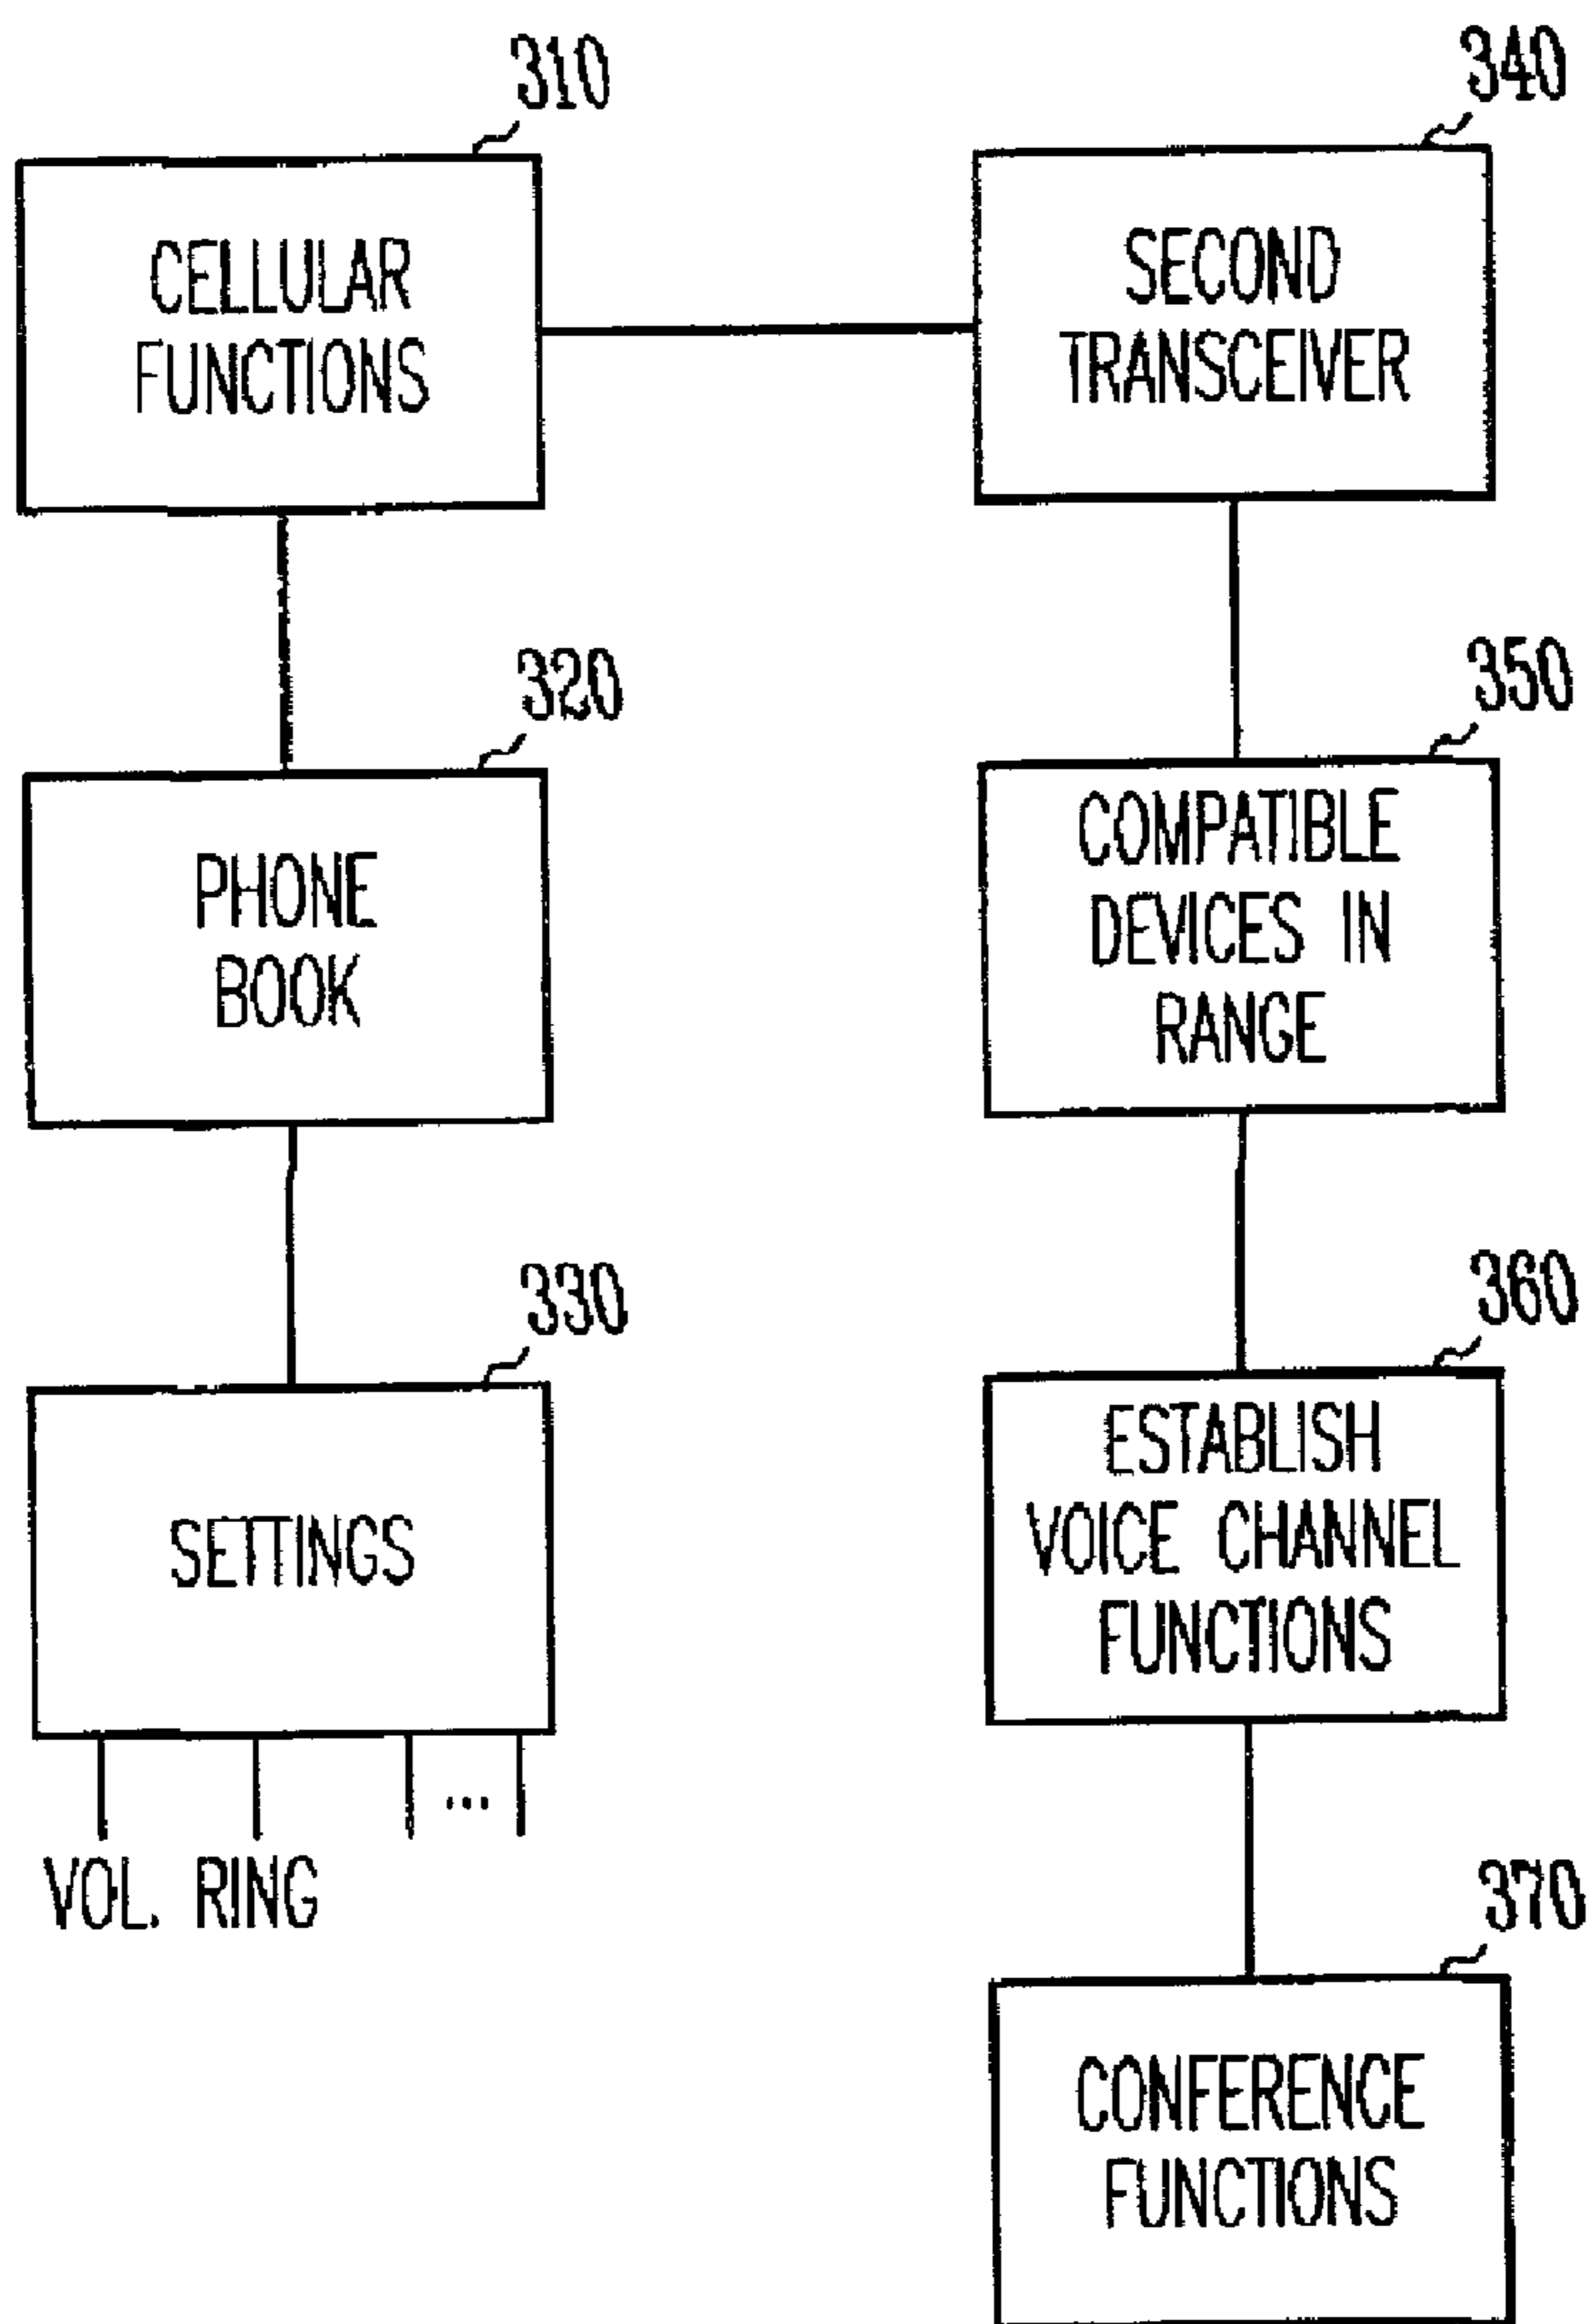 310
CELLULAR
FUNCTIONS
340
SECOND
TRANSCEIVER
320
PHONE
BOOK
350
COMPATIBLE
DEVICES IN
RANGE
330
SETTINGS
VOL. RING
...
360
ESTABLISH
VOICE CHANNEL
FUNCTIONS
370
CONFERENCE
FUNCTIONS